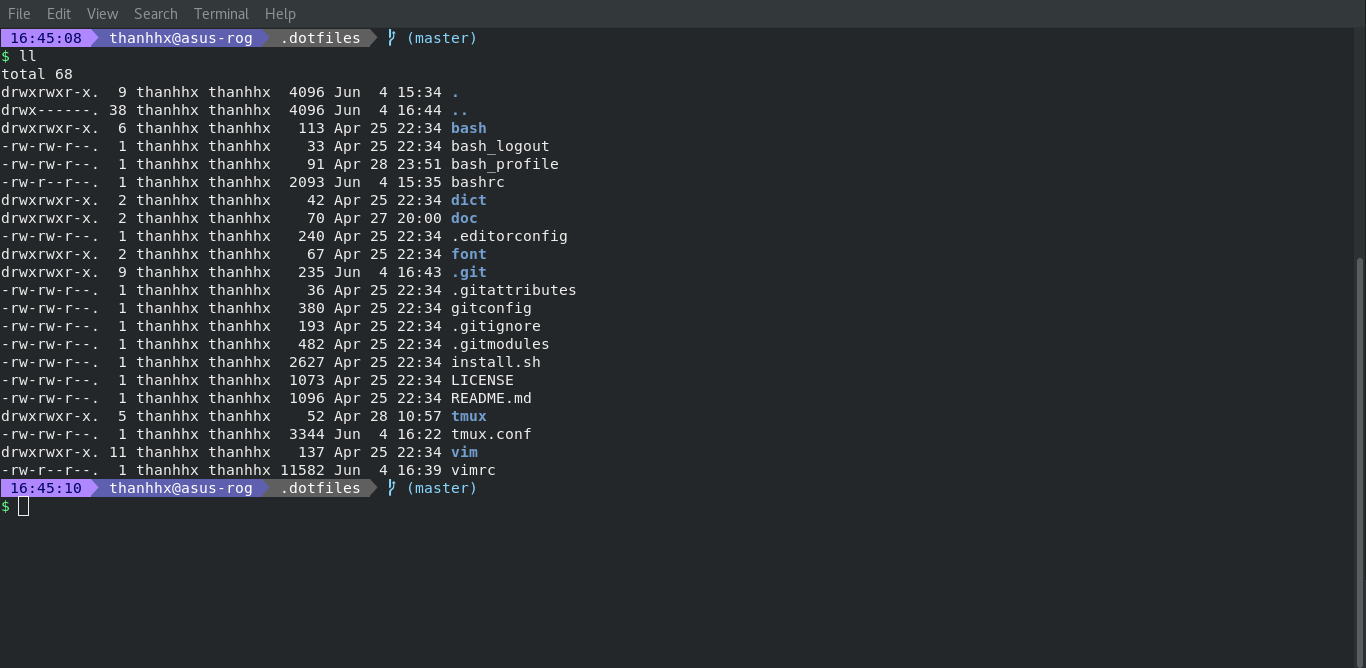 File Edit View Search Terminal Help
16:45:08 thanhhx@asus-rog .dotfiles (master)
$ ll
total 68
drwxrwxr-x.  9 thanhhx thanhhx  4096 Jun  4 15:34 .
drwx------. 38 thanhhx thanhhx  4096 Jun  4 16:44 ..
drwxrwxr-x.  6 thanhhx thanhhx   113 Apr 25 22:34 bash
-rw-rw-r--.  1 thanhhx thanhhx    33 Apr 25 22:34 bash_logout
-rw-rw-r--.  1 thanhhx thanhhx    91 Apr 28 23:51 bash_profile
-rw-r--r--.  1 thanhhx thanhhx  2093 Jun  4 15:35 bashrc
drwxrwxr-x.  2 thanhhx thanhhx    42 Apr 25 22:34 dict
drwxrwxr-x.  2 thanhhx thanhhx    70 Apr 27 20:00 doc
-rw-rw-r--.  1 thanhhx thanhhx   240 Apr 25 22:34 .editorconfig
drwxrwxr-x.  2 thanhhx thanhhx    67 Apr 25 22:34 font
drwxrwxr-x.  9 thanhhx thanhhx   235 Jun  4 16:43 .git
-rw-rw-r--.  1 thanhhx thanhhx    36 Apr 25 22:34 .gitattributes
-rw-rw-r--.  1 thanhhx thanhhx   380 Apr 25 22:34 gitconfig
-rw-rw-r--.  1 thanhhx thanhhx   193 Apr 25 22:34 .gitignore
-rw-rw-r--.  1 thanhhx thanhhx   482 Apr 25 22:34 .gitmodules
-rw-rw-r--.  1 thanhhx thanhhx  2627 Apr 25 22:34 install.sh
-rw-rw-r--.  1 thanhhx thanhhx  1073 Apr 25 22:34 LICENSE
-rw-rw-r--.  1 thanhhx thanhhx  1096 Apr 25 22:34 README.md
drwxrwxr-x.  5 thanhhx thanhhx    52 Apr 28 10:57 tmux
-rw-rw-r--.  1 thanhhx thanhhx  3344 Jun  4 16:22 tmux.conf
drwxrwxr-x. 11 thanhhx thanhhx   137 Apr 25 22:34 vim
-rw-r--r--.  1 thanhhx thanhhx 11582 Jun  4 16:39 vimrc
16:45:10 thanhhx@asus-rog .dotfiles (master)
$